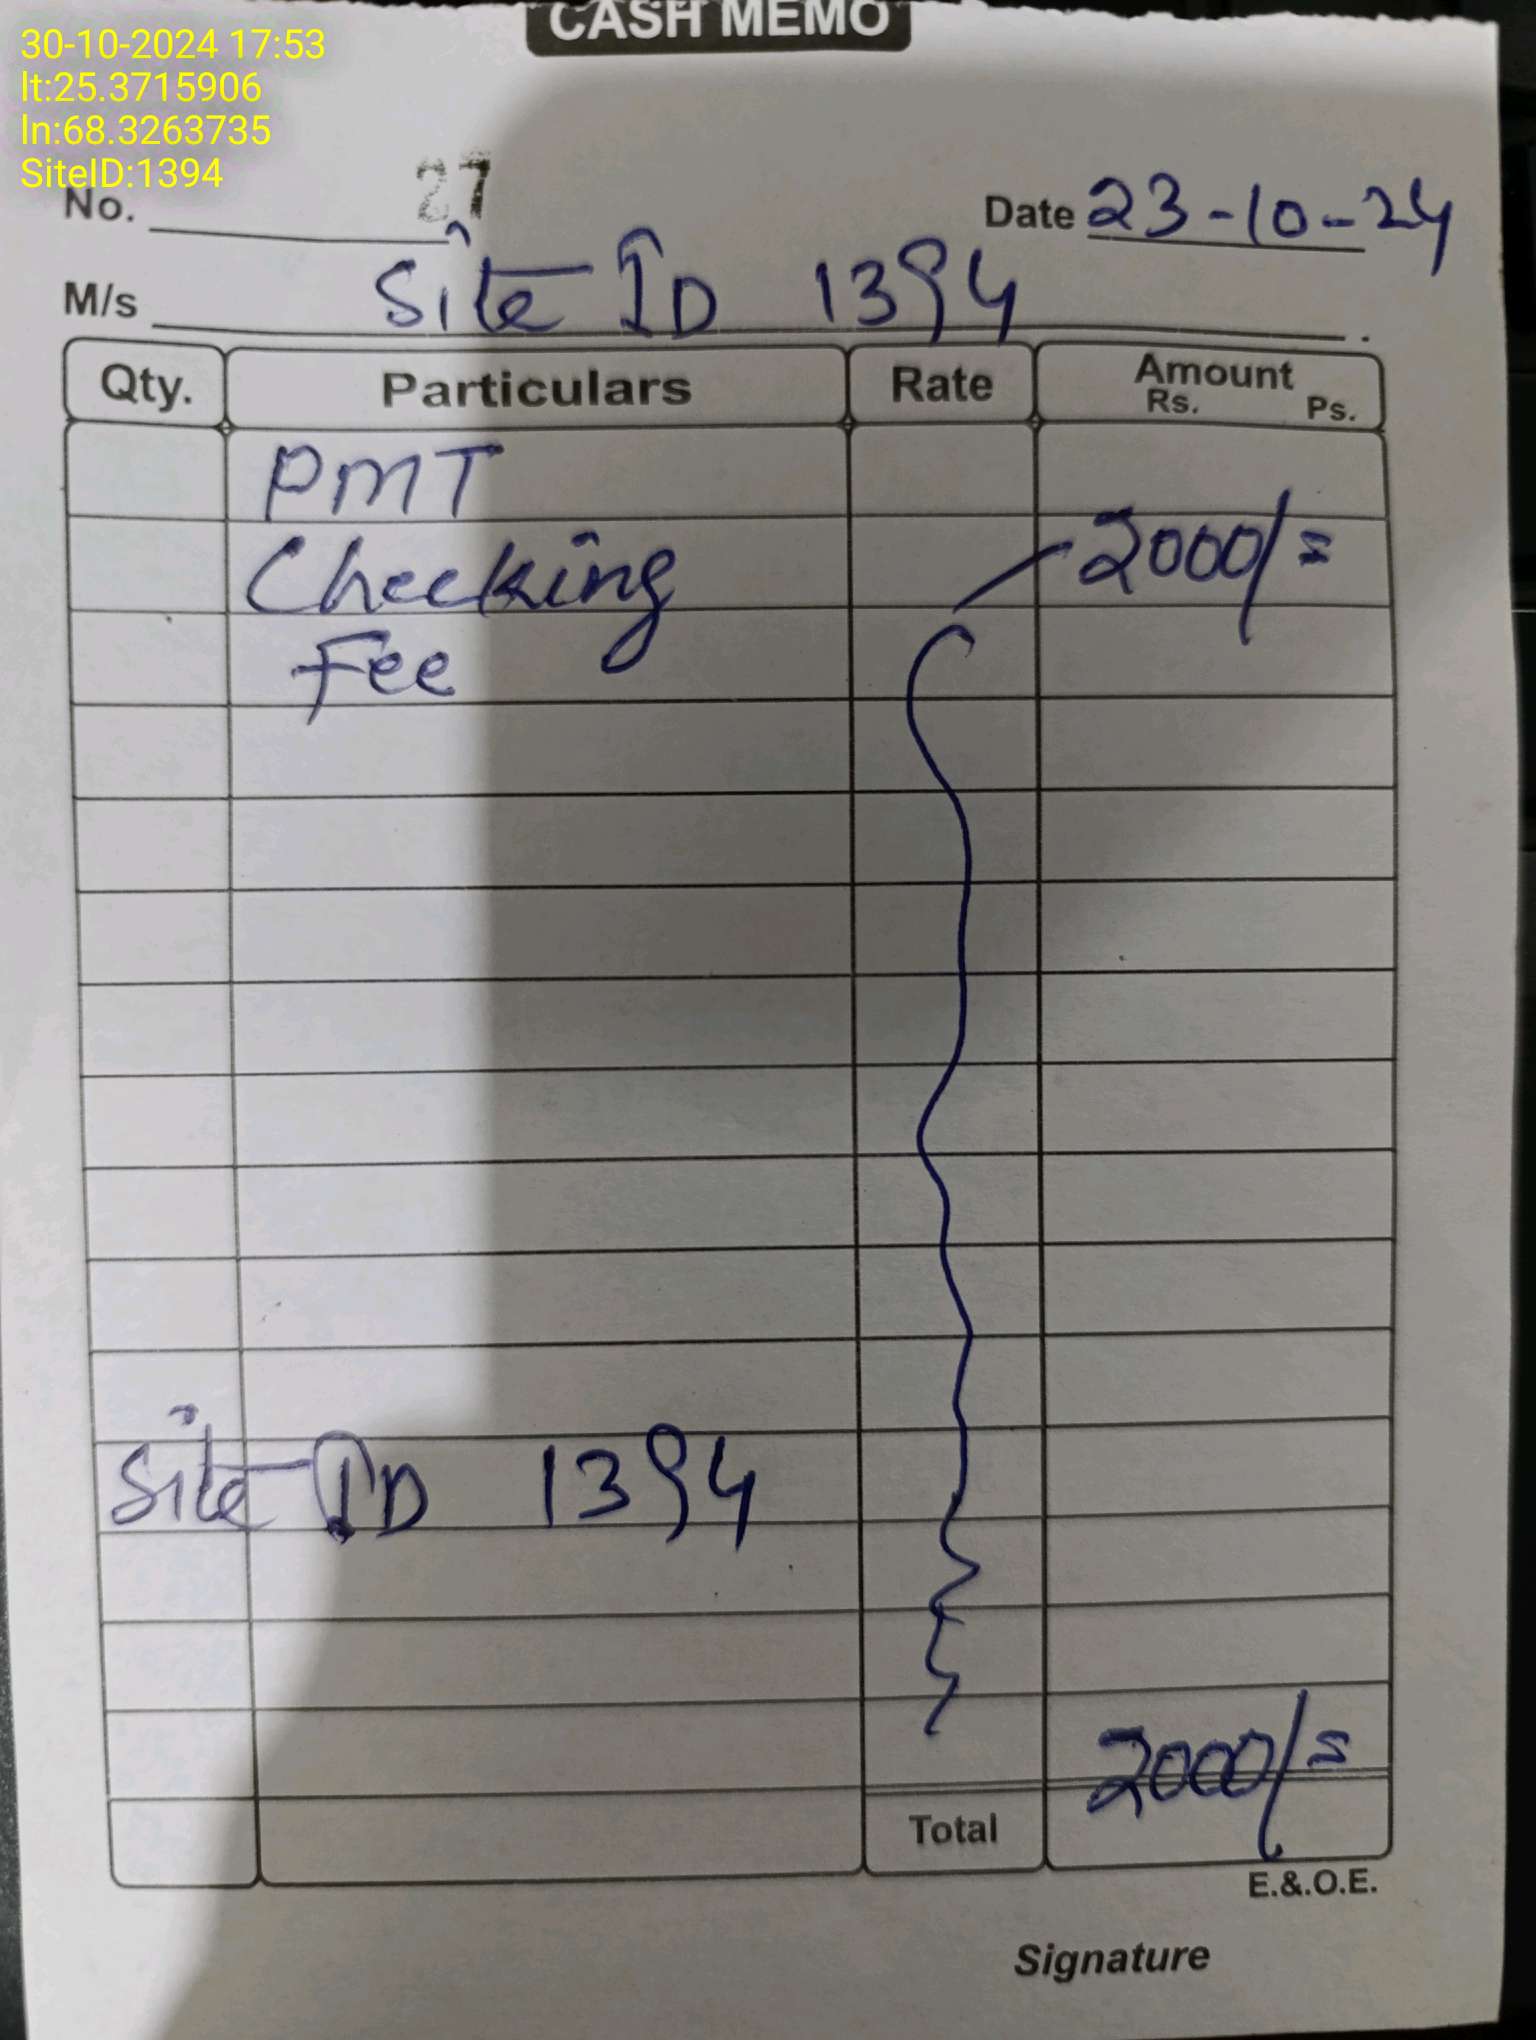 CASH MEMO
30-10-2024 17:53
lt:25.3715906
ln:68.3263735
SiteID:1394
No. 27 Date 23-10-24
M/s Site ID 1394
Qty. Particulars Rate Amount
Rs. Ps.
PMT
Checking 2000/=
Fee
Site ID 1394
2000/=
Total
E.&.O.E.
Signature